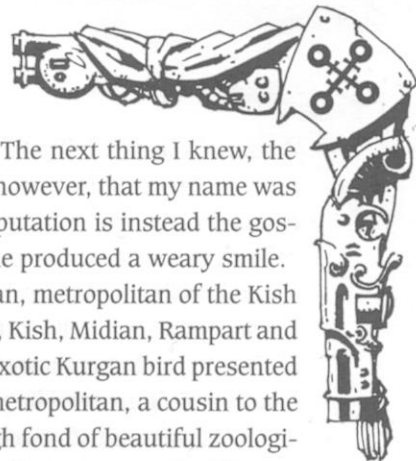 The next thing I knew, the
however, that my name was
putation is instead the gos-
e produced a weary smile.
an, metropolitan of the Kish
, Kish, Midian, Rampart and
xotic Kurgan bird presented
netropolitan, a cousin to the
gh fond of beautiful zoologi-